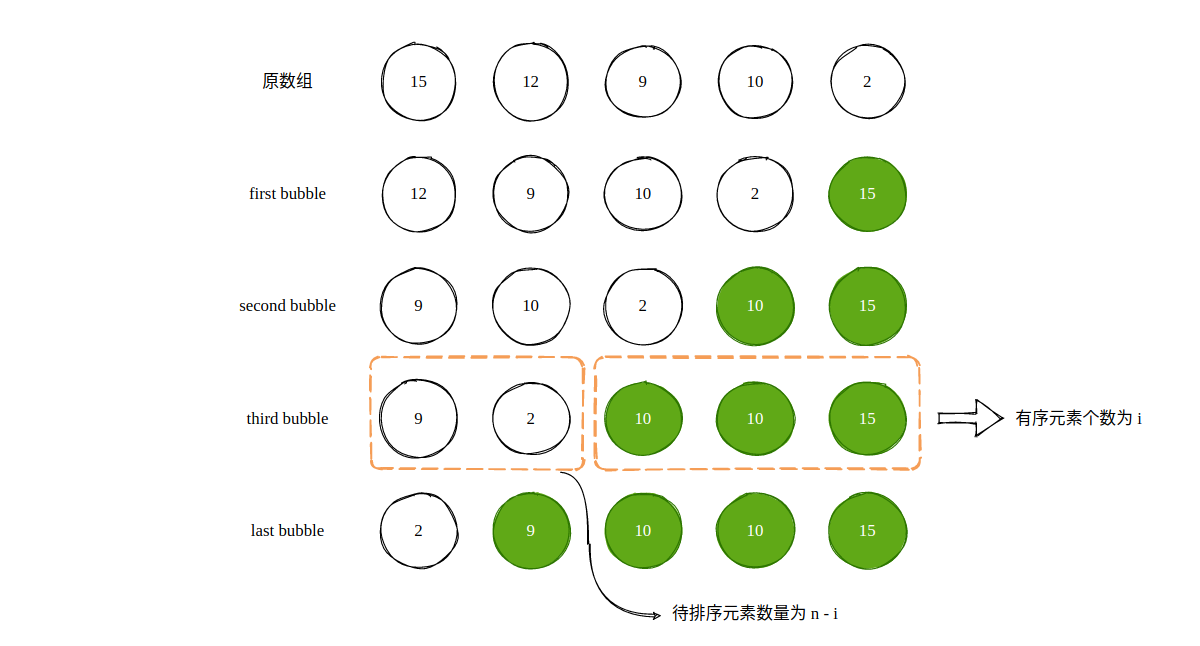 原数组 15 12 9 10 2
first bubble 12 9 10 2 15
second bubble 9 10 2 10 15
third bubble 9 2 10 10 15 有序元素个数为 i
last bubble 2 9 10 10 15
待排序元素数量为 n - i